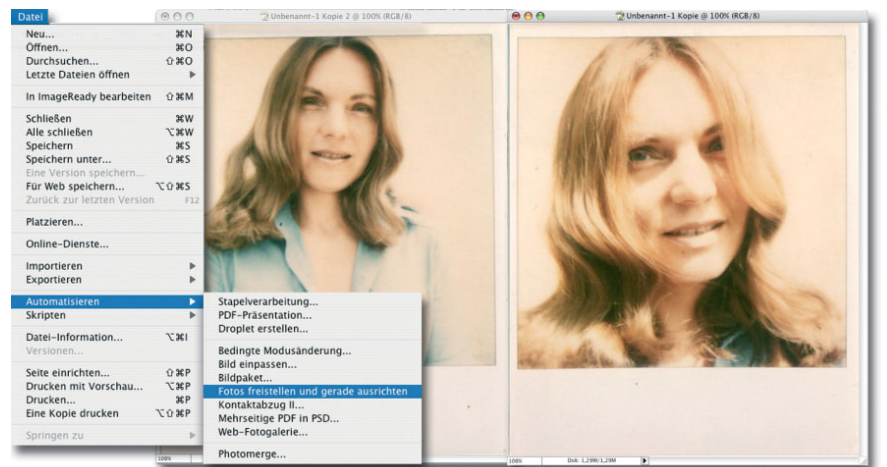 Datei
Unbenannt-1 Kopie 2 @ 100% (RGB/8)
Unbenannt-1 Kopie @ 100% (RGB/8)
Neu... ⌘N
Öffnen... ⌘O
Durchsuchen... ⇧⌘O
Letzte Dateien öffnen ▶
In ImageReady bearbeiten ⇧⌘M
Schließen ⌘W
Alle schließen ⌥⌘W
Speichern ⌘S
Speichern unter... ⇧⌘S
Eine Version speichern...
Für Web speichern... ⌥⇧⌘S
Zurück zur letzten Version F12
Platzieren...
Online-Dienste...
Importieren ▶
Exportieren ▶
Automatisieren ▶
Skripten ▶
Datei-Information... ⌥⌘I
Versionen...
Seite einrichten... ⇧⌘P
Drucken mit Vorschau... ⌥⌘P
Drucken... ⌘P
Eine Kopie drucken ⌥⇧⌘P
Springen zu ▶
Stapelverarbeitung...
PDF-Präsentation...
Droplet erstellen...
Bedingte Modusänderung...
Bild einpassen...
Bildpaket...
Fotos freistellen und gerade ausrichten
Kontaktabzug II...
Mehrseitige PDF in PSD...
Web-Fotogalerie...
Photomerge...
100%
100% Dok: 1,29M/1,29M